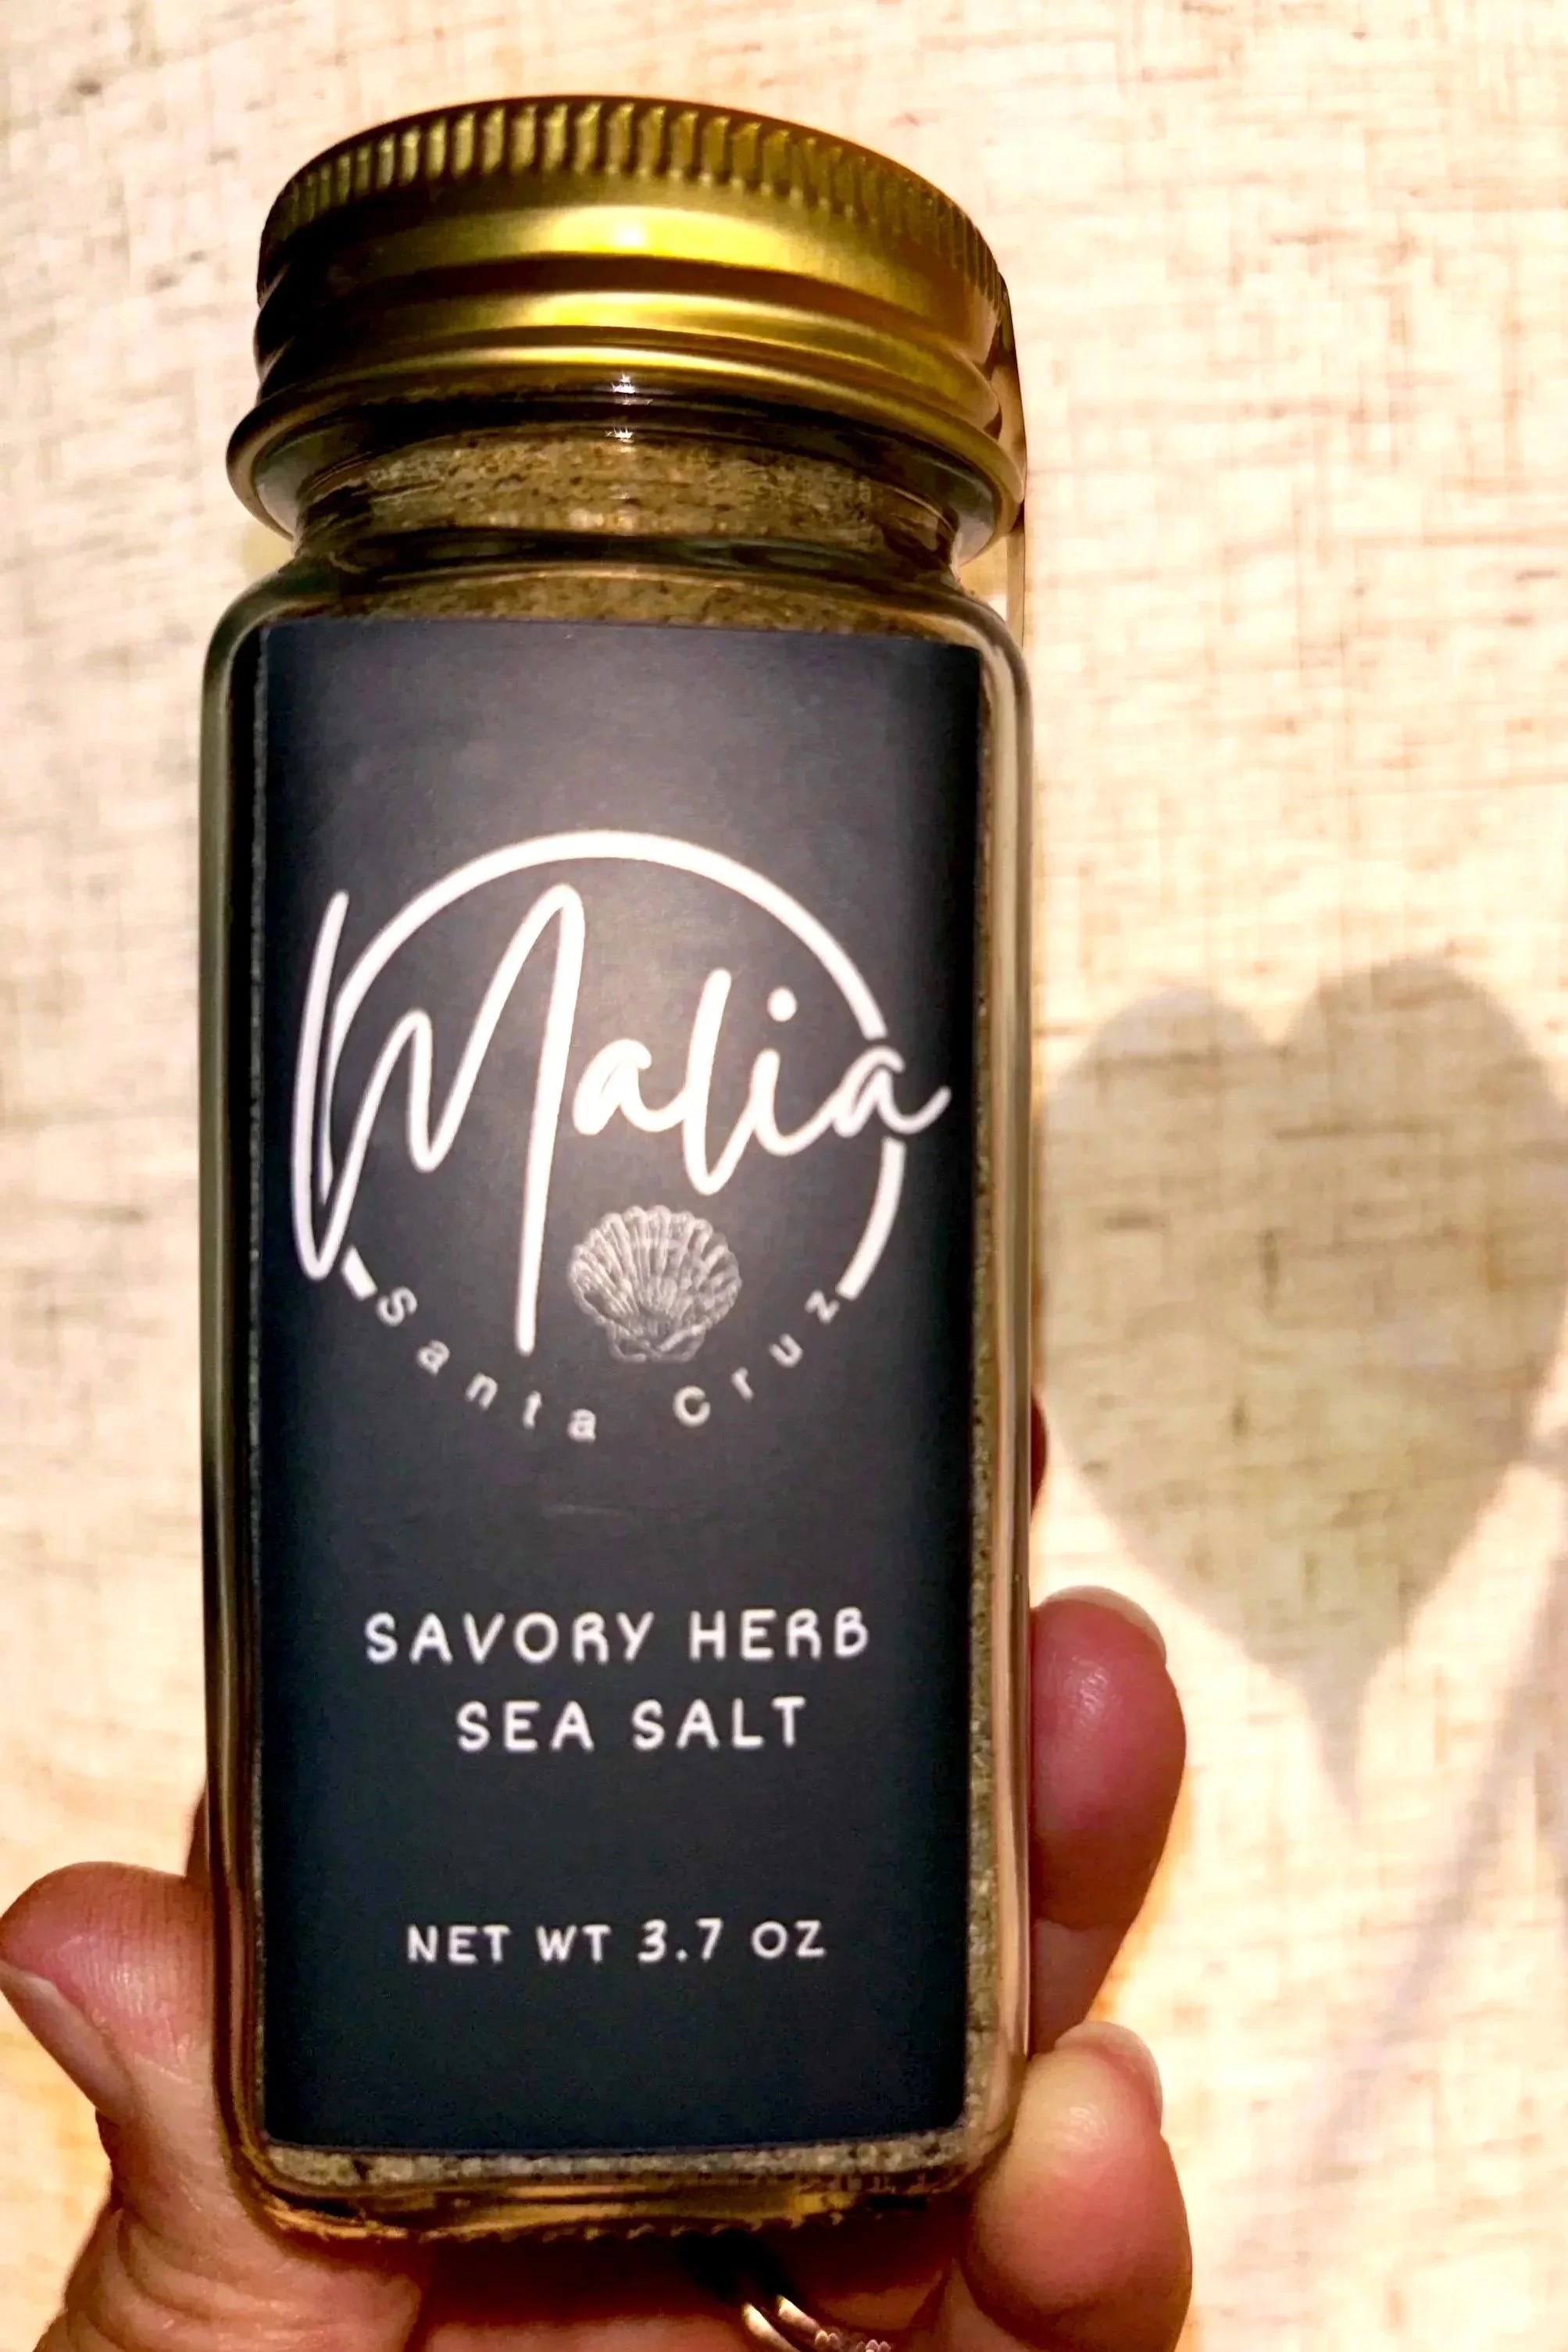 Malia
Santa Cruz
SAVORY HERB
SEA SALT
NET WT 3.7 OZ